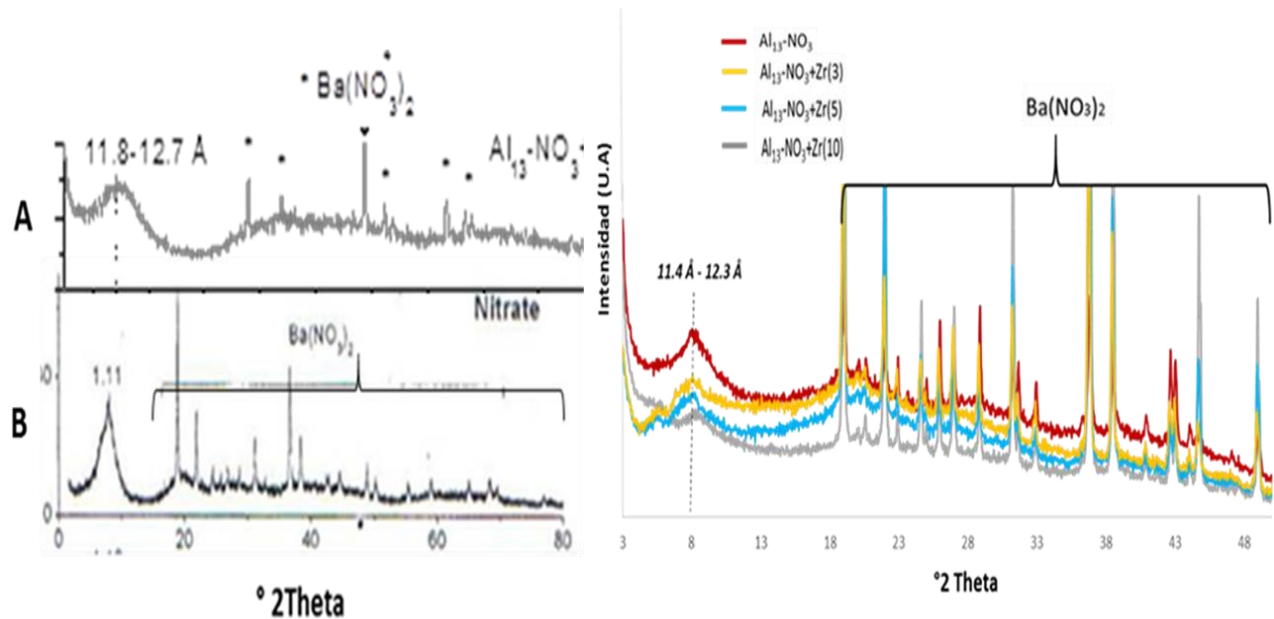 * Ba(NO3)2
11.8-12.7 Å
Al13-NO3
A
Nitrate
Ba(NO3)2
1.11
B
0
0 20 40 60 80
° 2Theta
Al13-NO3
Al13-NO3+Zr(3)
Al13-NO3+Zr(5)
Al13-NO3+Zr(10)
Ba(NO3)2
Intensidad (U.A)
11.4 Å - 12.3 Å
3 8 13 18 23 28 33 38 43 48
°2 Theta